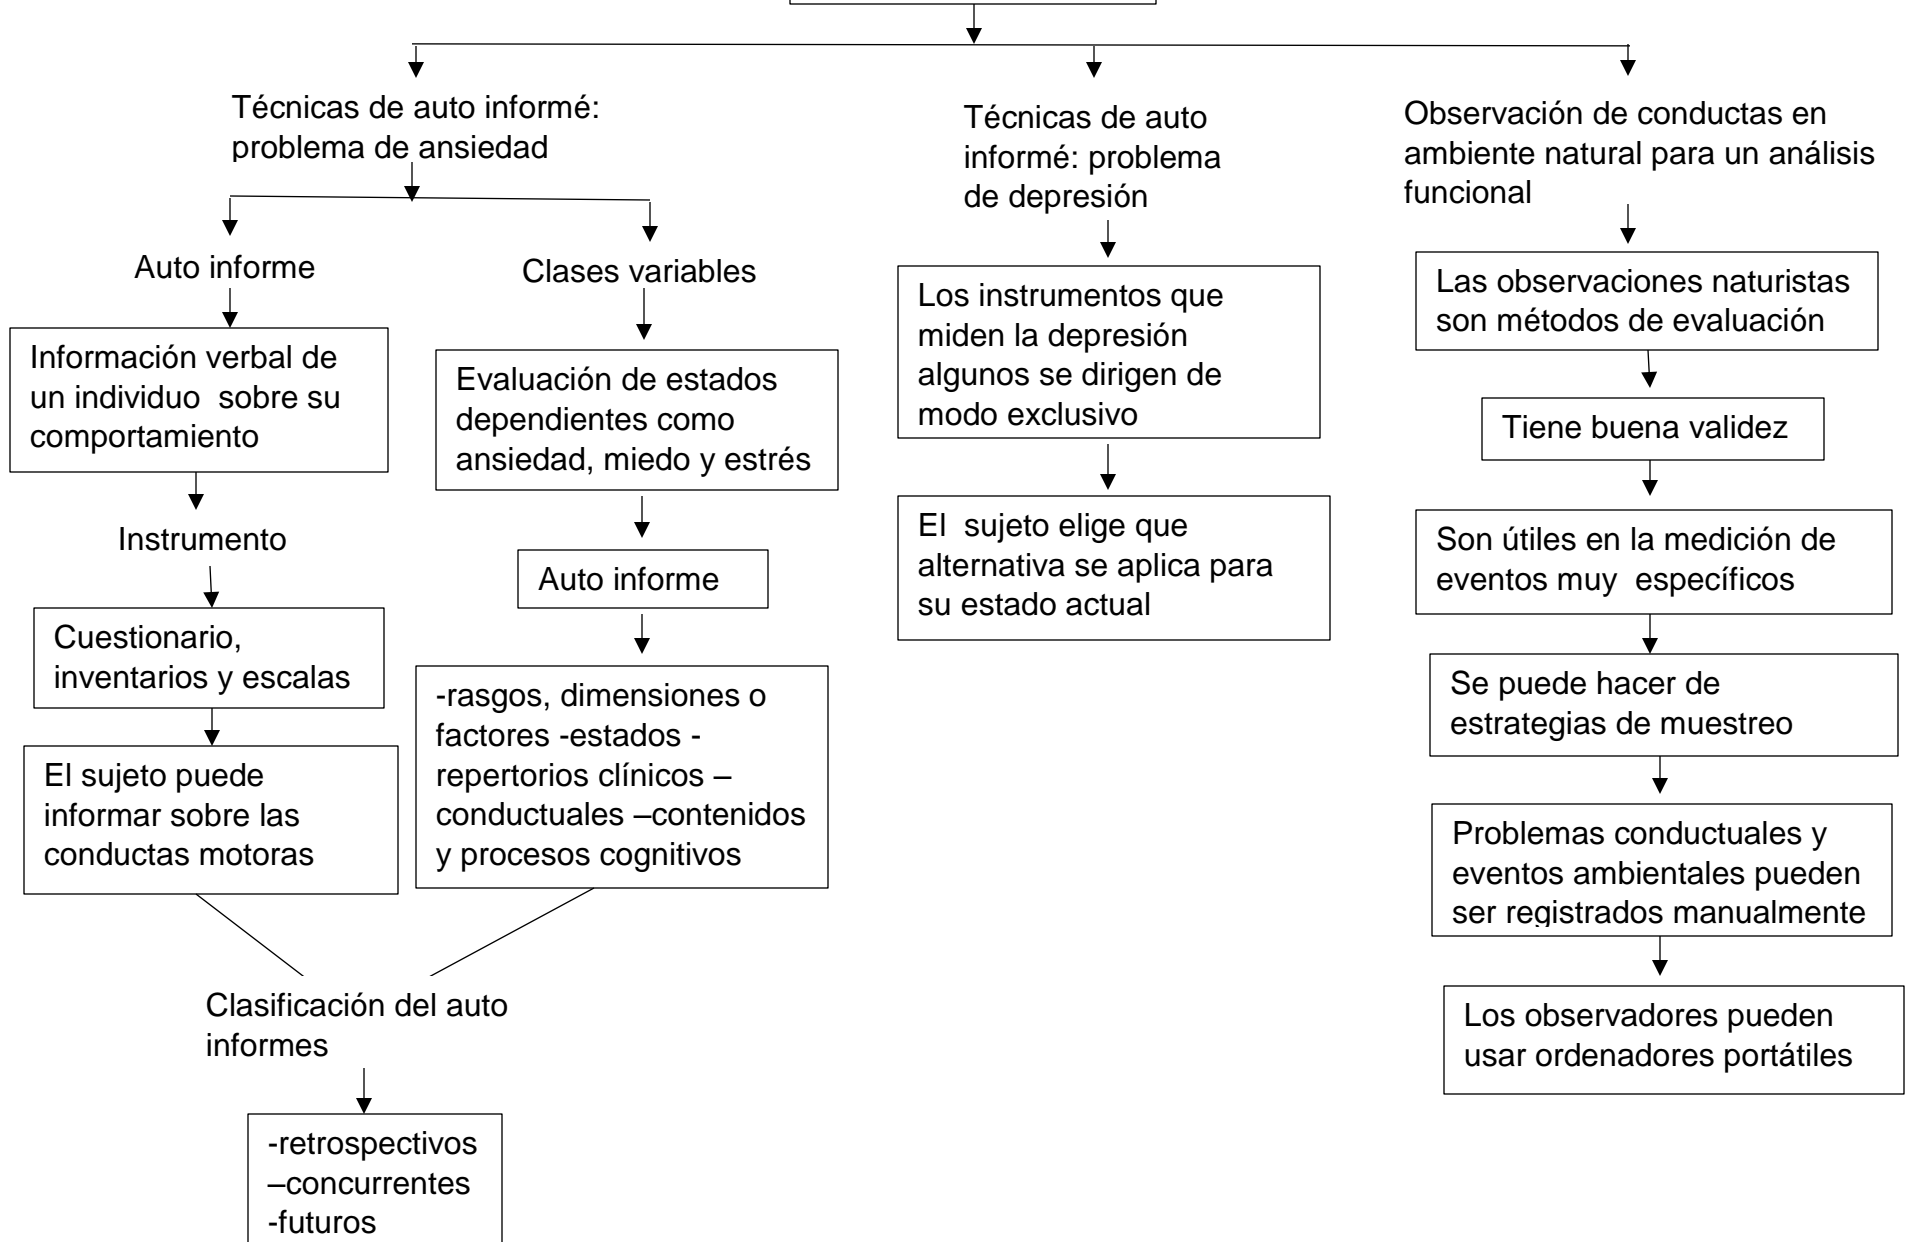 Técnicas de auto informé:
problema de ansiedad
Auto informe
Información verbal de
un individuo  sobre su
comportamiento
Instrumento
Cuestionario,
inventarios y escalas
El sujeto puede
informar sobre las
conductas motoras
Clases variables
Evaluación de estados
dependientes como
ansiedad, miedo y estrés
Auto informe
-rasgos, dimensiones o
factores -estados -
repertorios clínicos –
conductuales –contenidos
y procesos cognitivos
Clasificación del auto
informes
-retrospectivos
–concurrentes
-futuros
Técnicas de auto
informé: problema
de depresión
Los instrumentos que
miden la depresión
algunos se dirigen de
modo exclusivo
El  sujeto elige que
alternativa se aplica para
su estado actual
Observación de conductas en
ambiente natural para un análisis
funcional
Las observaciones naturistas
son métodos de evaluación
Tiene buena validez
Son útiles en la medición de
eventos muy  específicos
Se puede hacer de
estrategias de muestreo
Problemas conductuales y
eventos ambientales pueden
ser registrados manualmente
Los observadores pueden
usar ordenadores portátiles